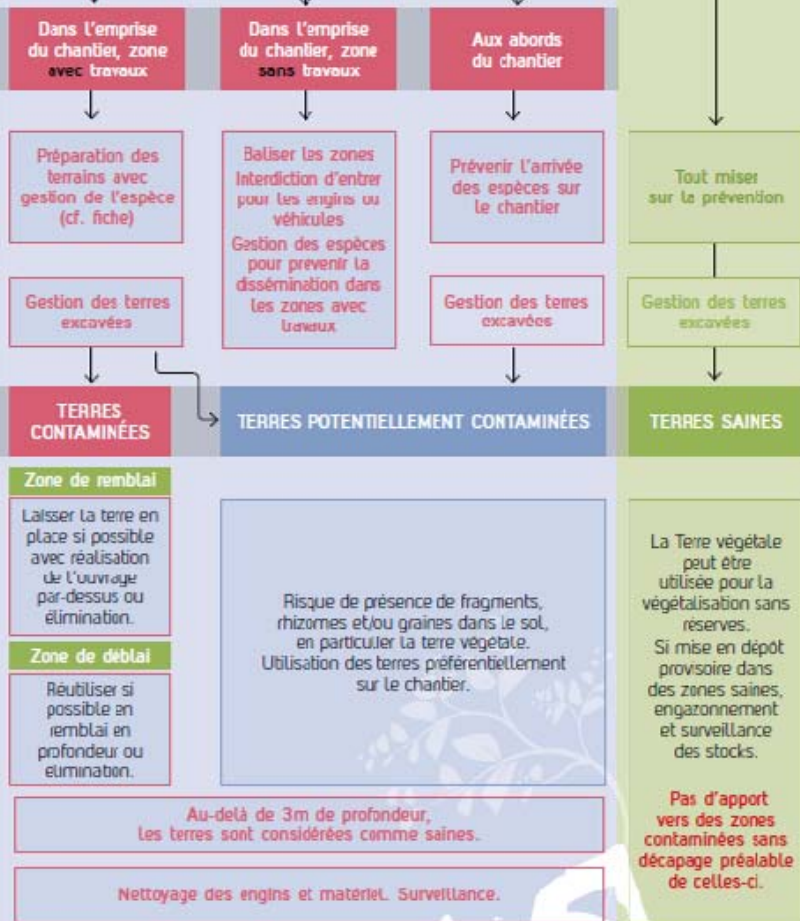 Dans l'emprise
du chantier, zone
avec travaux
Dans l'emprise
du chantier, zone
sans travaux
Aux abords
du chantier
Préparation des
terrains avec
gestion de l'espèce
(cf. fiche)
Baliser les zones
Interdiction d'entrer
pour les engins ou
véhicules
Gestion des espèces
pour prévenir la
dissémination dans
les zones avec
travaux
Prévenir l'arrivée
des espèces sur
le chantier
Tout miser
sur la prévention
Gestion des terres
excavées
Gestion des terres
excavées
Gestion des terres
excavées
TERRES
CONTAMINÉES
TERRES POTENTIELLEMENT CONTAMINÉES
TERRES SAINES
Zone de remblai
Laisser la terre en
place si possible
avec réalisation
de l'ouvrage
par-dessus ou
élimination.
Zone de déblai
Réutiliser si
possible en
remblai en
profondeur ou
élimination.
Risque de présence de fragments,
rhizomes et/ou graines dans le sol,
en particulier la terre végétale.
Utilisation des terres préférentiellement
sur le chantier.
La Terre végétale
peut être
utilisée pour la
végétalisation sans
réserves.
Si mise en dépôt
provisoire dans
des zones saines,
engazonnement
et surveillance
des stocks.
Pas d'apport
vers des zones
contaminées sans
décapage préalable
de celles-ci.
Au-delà de 3m de profondeur,
les terres sont considérées comme saines.
Nettoyage des engins et matériel. Surveillance.